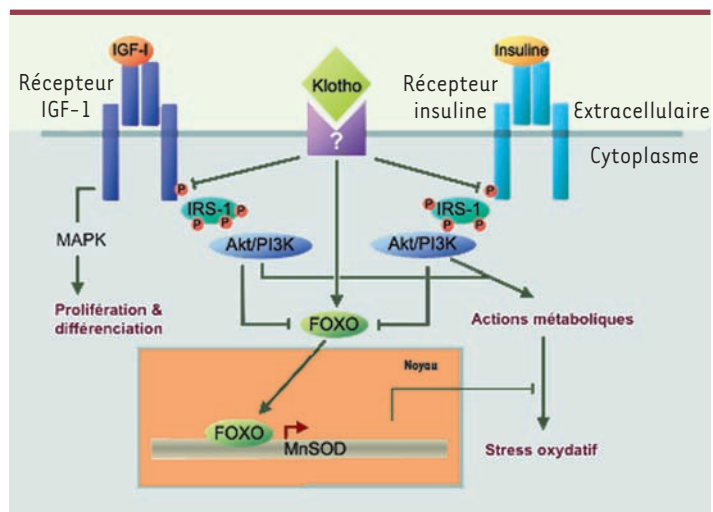 IGF-I
Insuline
Récepteur
IGF-1
Klotho
Récepteur
insuline
Extracellulaire
?
Cytoplasme
P
IRS-1
P
P
P
P
P
IRS-1
P
P
P
MAPK
Akt/PI3K
Akt/PI3K
Prolifération &
différenciation
FOXO
Actions métaboliques
Noyau
FOXO
MnSOD
Stress oxydatif